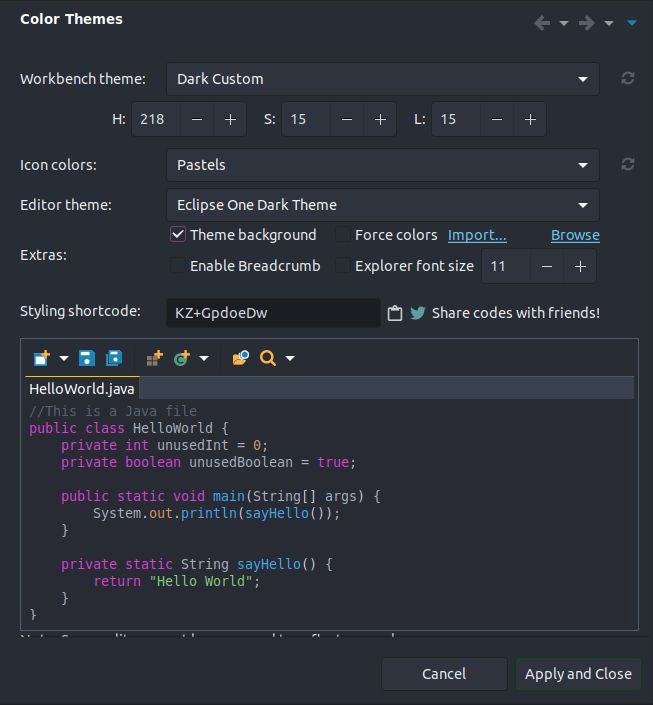 Color Themes
Workbench theme: Dark Custom
H: 218 − + S: 15 − + L: 15 − +
Icon colors: Pastels
Editor theme: Eclipse One Dark Theme
Extras: Theme background Force colors Import... Browse
Enable Breadcrumb Explorer font size 11 − +
Styling shortcode: KZ+GpdoeDw Share codes with friends!
HelloWorld.java
//This is a Java file
public class HelloWorld {
    private int unusedInt = 0;
    private boolean unusedBoolean = true;
    public static void main(String[] args) {
        System.out.println(sayHello());
    }
    private static String sayHello() {
        return "Hello World";
    }
}
Cancel Apply and Close